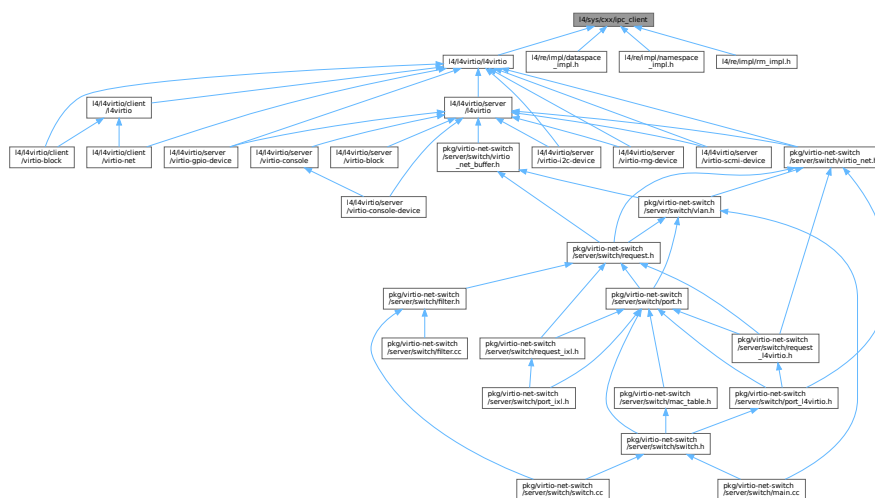 l4/sys/cxx/ipc_client
l4/l4virtio/l4virtio
l4/re/impl/dataspace
_impl.h
l4/re/impl/namespace
_impl.h
l4/re/impl/rm_impl.h
l4/l4virtio/client
/l4virtio
l4/l4virtio/server
/l4virtio
l4/l4virtio/client
/virtio-block
l4/l4virtio/client
/virtio-net
l4/l4virtio/server
/virtio-gpio-device
l4/l4virtio/server
/virtio-console
l4/l4virtio/server
/virtio-block
pkg/virtio-net-switch
/server/switch/virtio
_net_buffer.h
l4/l4virtio/server
/virtio-i2c-device
l4/l4virtio/server
/virtio-rng-device
l4/l4virtio/server
/virtio-scmi-device
pkg/virtio-net-switch
/server/switch/virtio_net.h
l4/l4virtio/server
/virtio-console-device
pkg/virtio-net-switch
/server/switch/vlan.h
pkg/virtio-net-switch
/server/switch/request.h
pkg/virtio-net-switch
/server/switch/filter.h
pkg/virtio-net-switch
/server/switch/port.h
pkg/virtio-net-switch
/server/switch/filter.cc
pkg/virtio-net-switch
/server/switch/request_ixl.h
pkg/virtio-net-switch
/server/switch/request
_l4virtio.h
pkg/virtio-net-switch
/server/switch/port_ixl.h
pkg/virtio-net-switch
/server/switch/mac_table.h
pkg/virtio-net-switch
/server/switch/port_l4virtio.h
pkg/virtio-net-switch
/server/switch/switch.h
pkg/virtio-net-switch
/server/switch/switch.cc
pkg/virtio-net-switch
/server/switch/main.cc